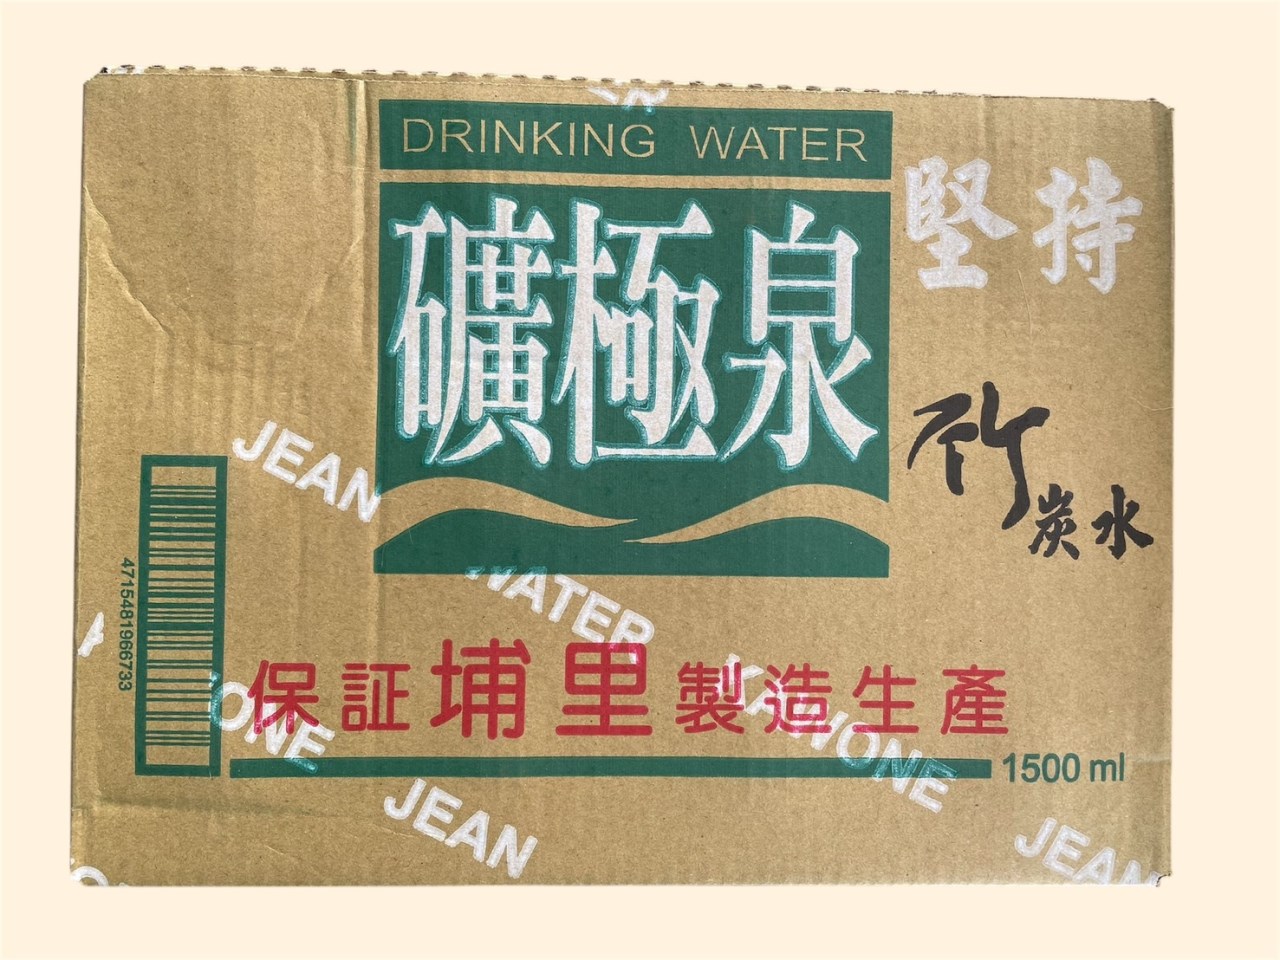 DRINKING WATER
礦極泉
堅持
竹
炭水
JEAN
WATER
4715481966733
保証埔里製造生產
ONE
KAWONE
1500 ml
JEAN
JEAN